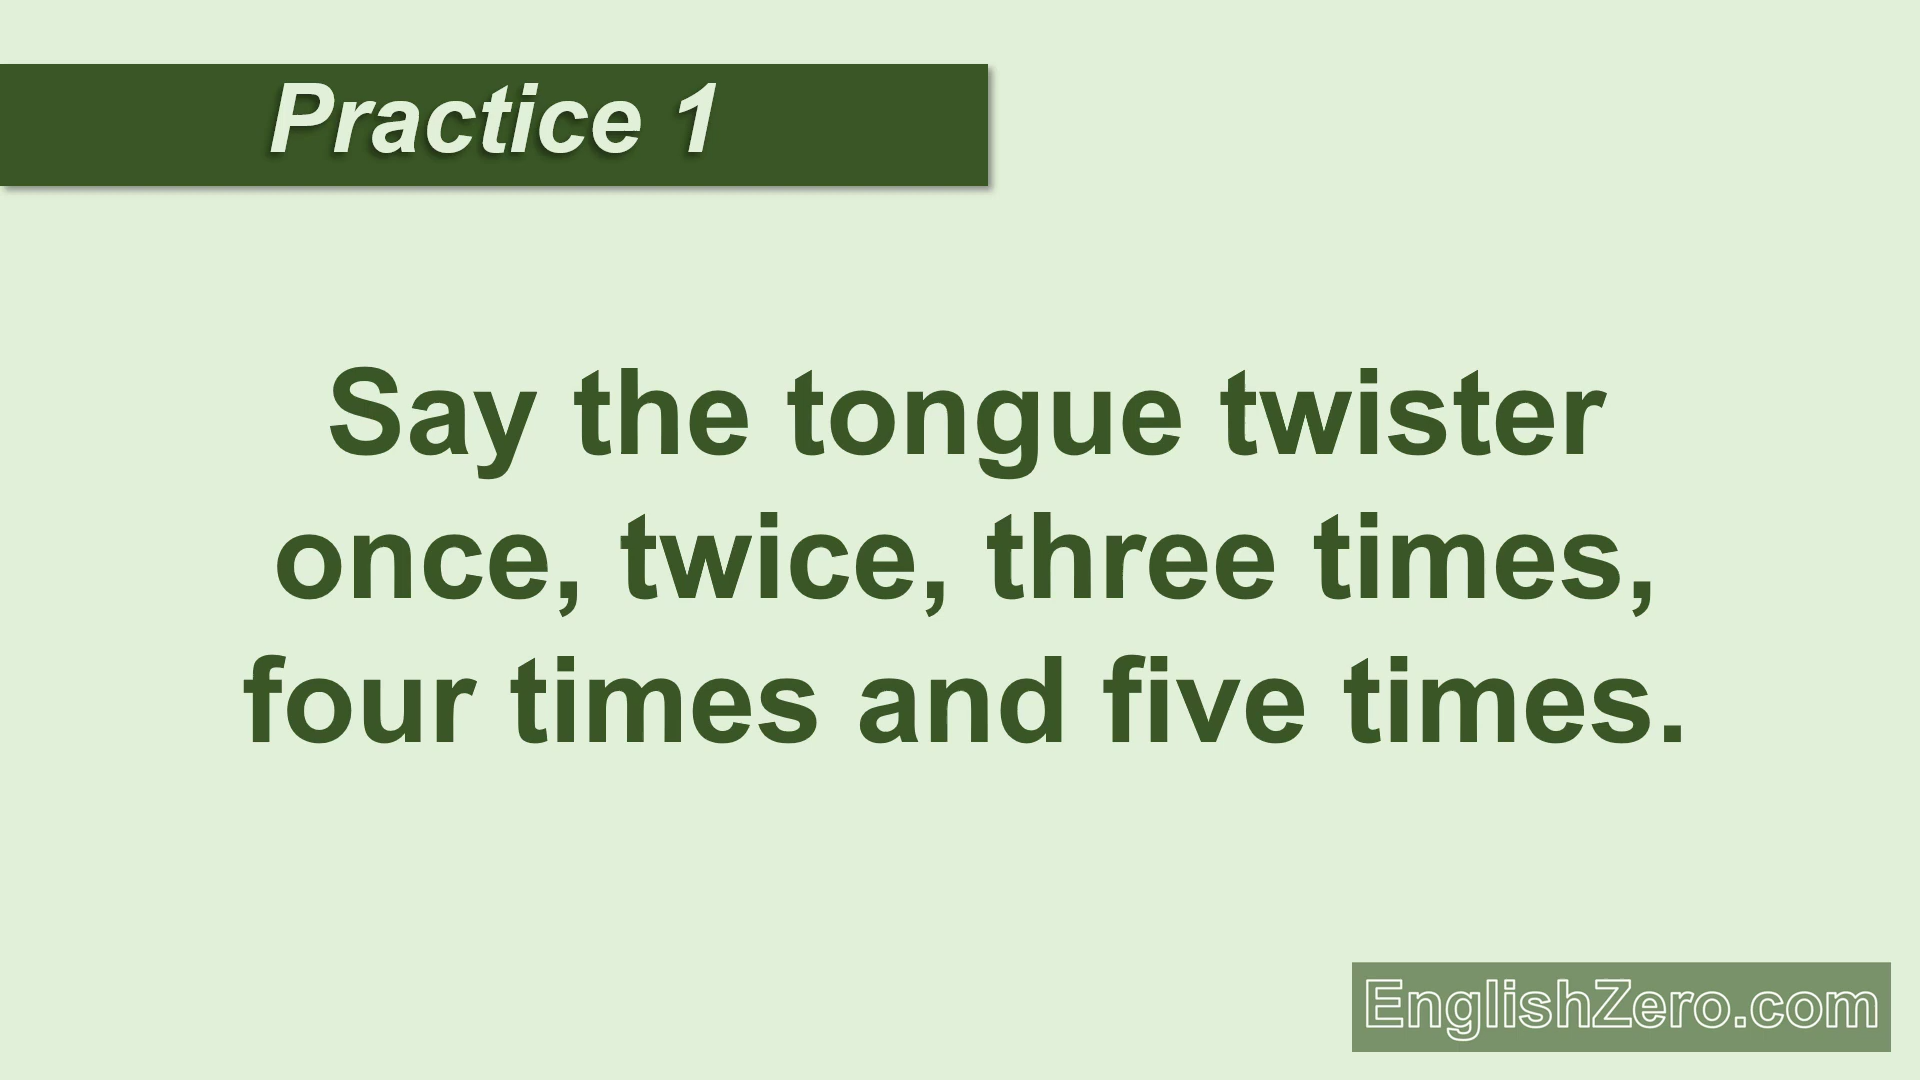 Practice 1
Say the tongue twister
once, twice, three times,
four times and five times.
EnglishZero.com